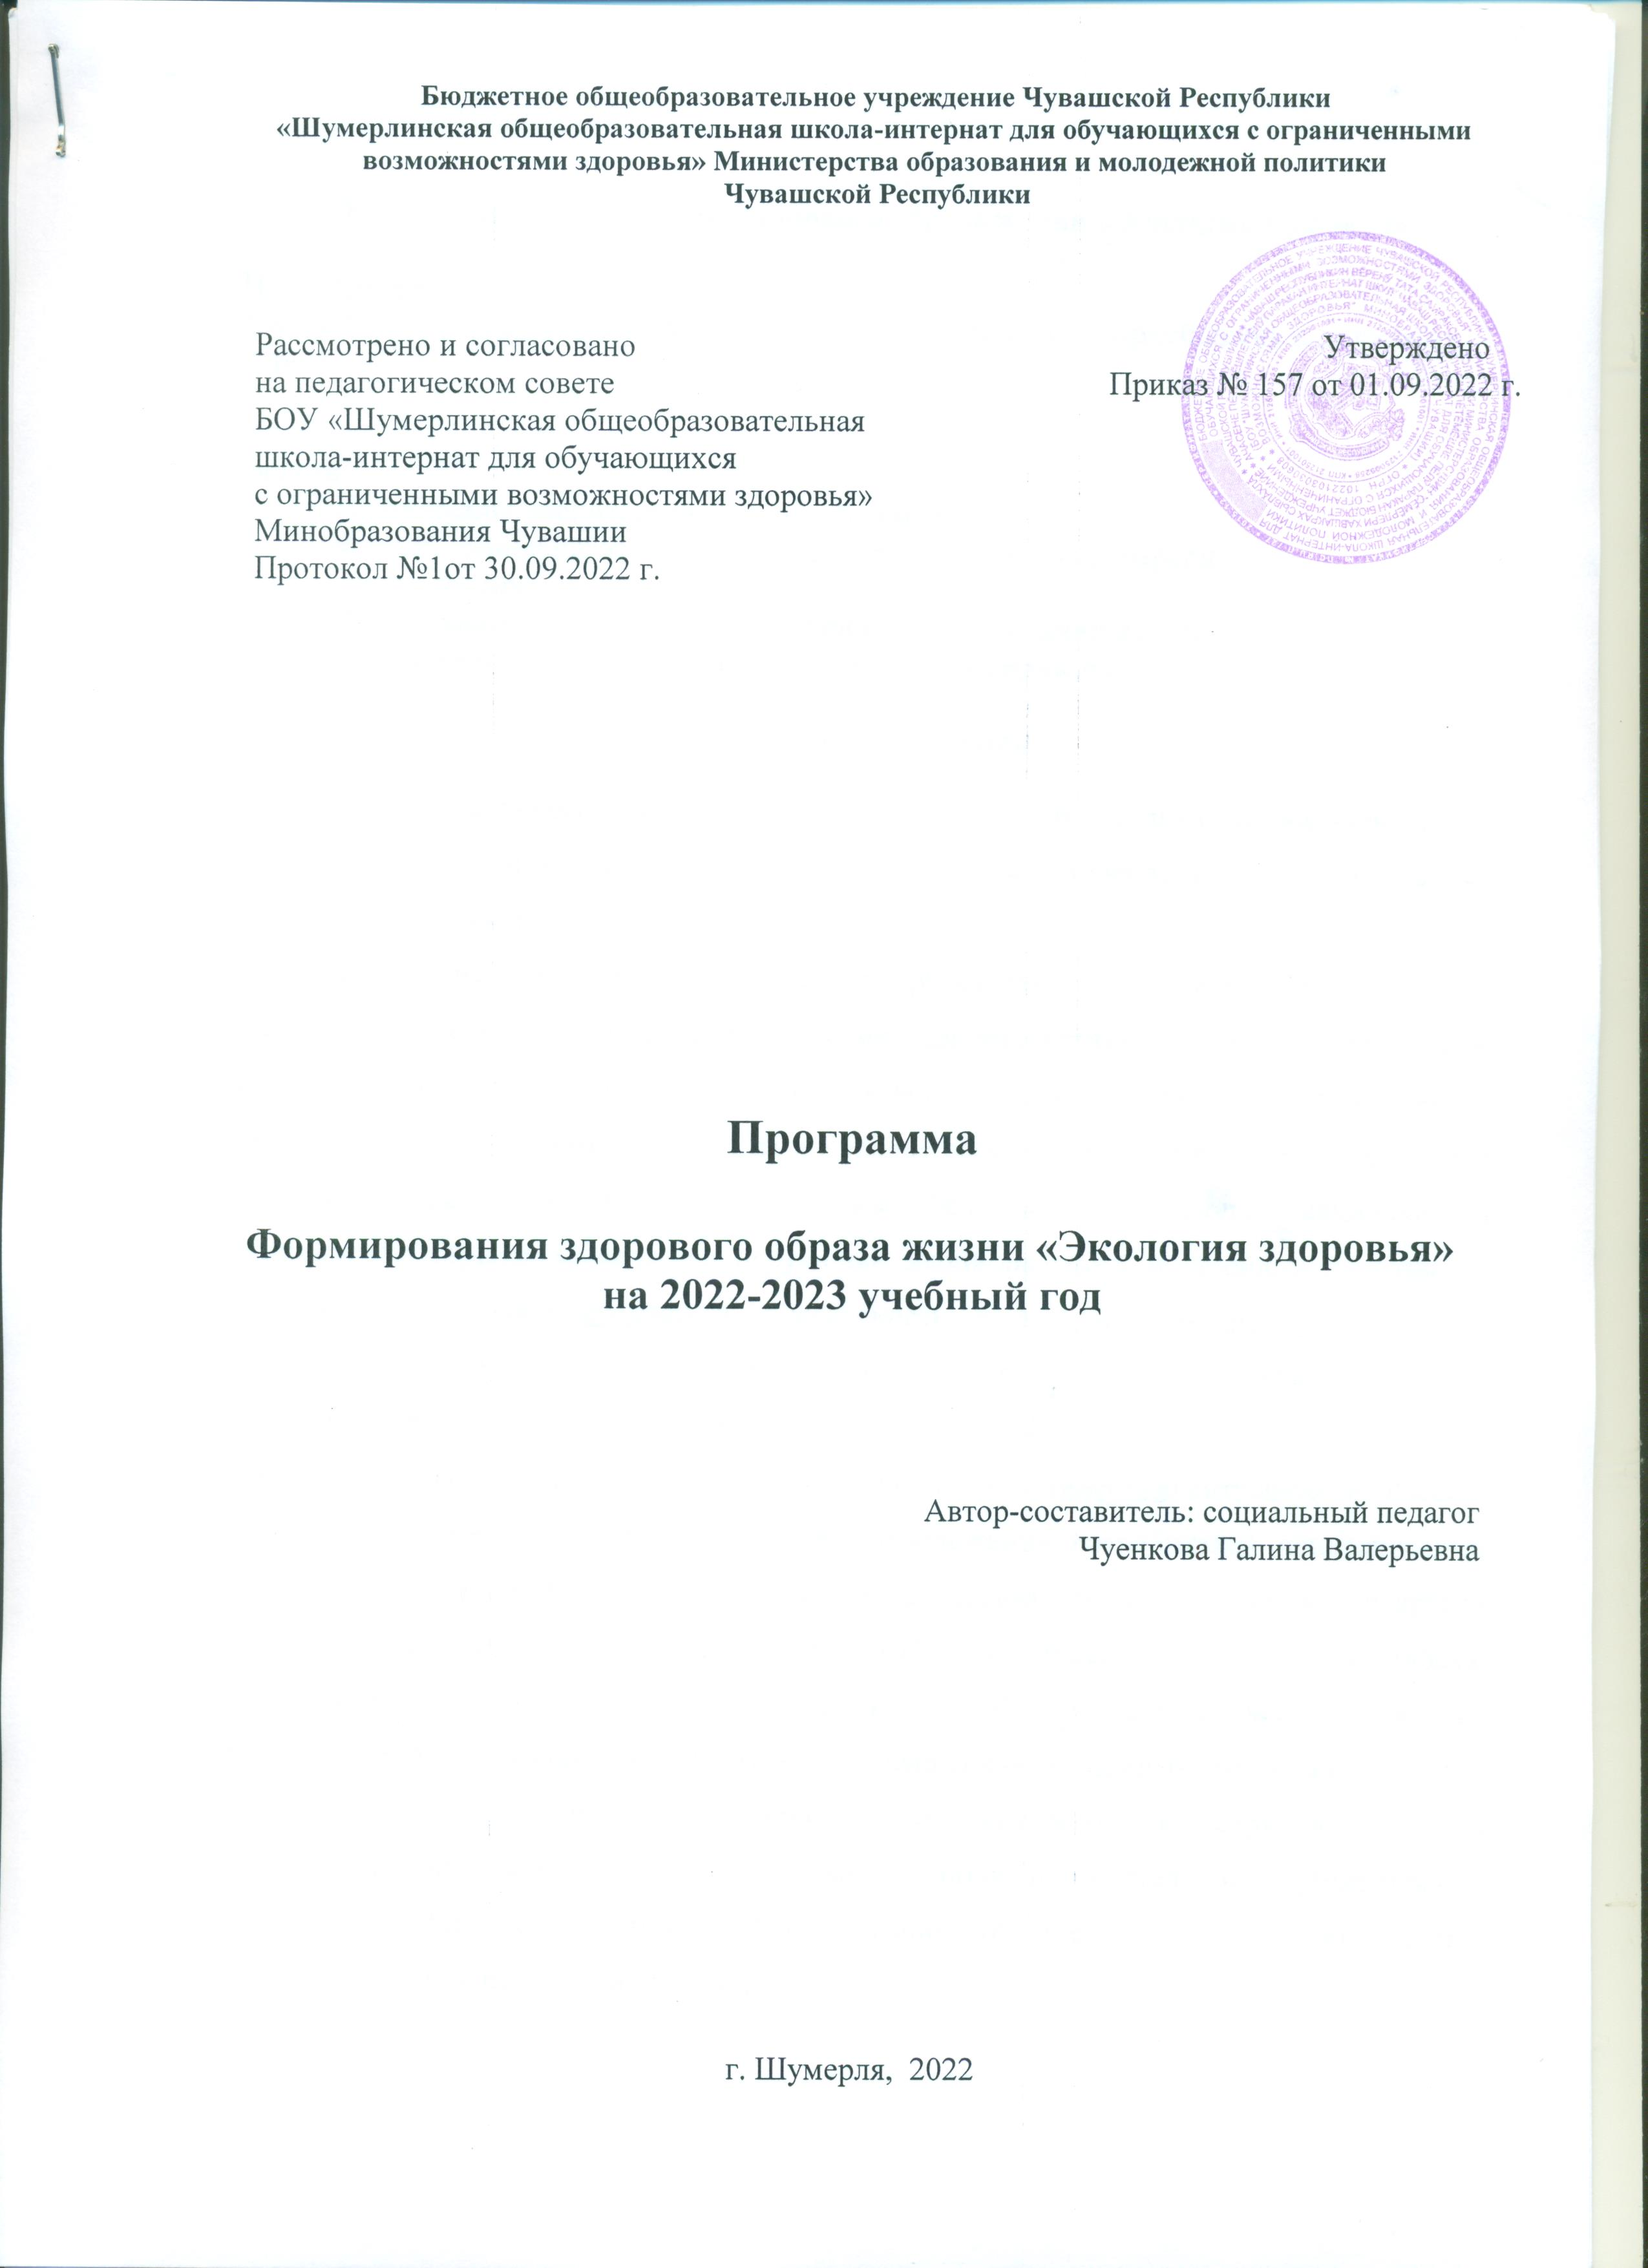 Бюджетное общеобразовательное учреждение Чувашской Республики
«Шумерлинская общеобразовательная школа-интернат для обучающихся с ограниченными
возможностями здоровья» Министерства образования и молодежной политики
Чувашской Республики
Рассмотрено и согласовано
на педагогическом совете
БОУ «Шумерлинская общеобразовательная
школа-интернат для обучающихся
с ограниченными возможностями здоровья»
Минобразования Чувашии
Протокол №1от 30.09.2022 г.
Утверждено
Приказ № 157 от 01.09.2022 г.
Программа
Формирования здорового образа жизни «Экология здоровья»
на 2022-2023 учебный год
Автор-составитель: социальный педагог
Чуенкова Галина Валерьевна
г. Шумерля,  2022